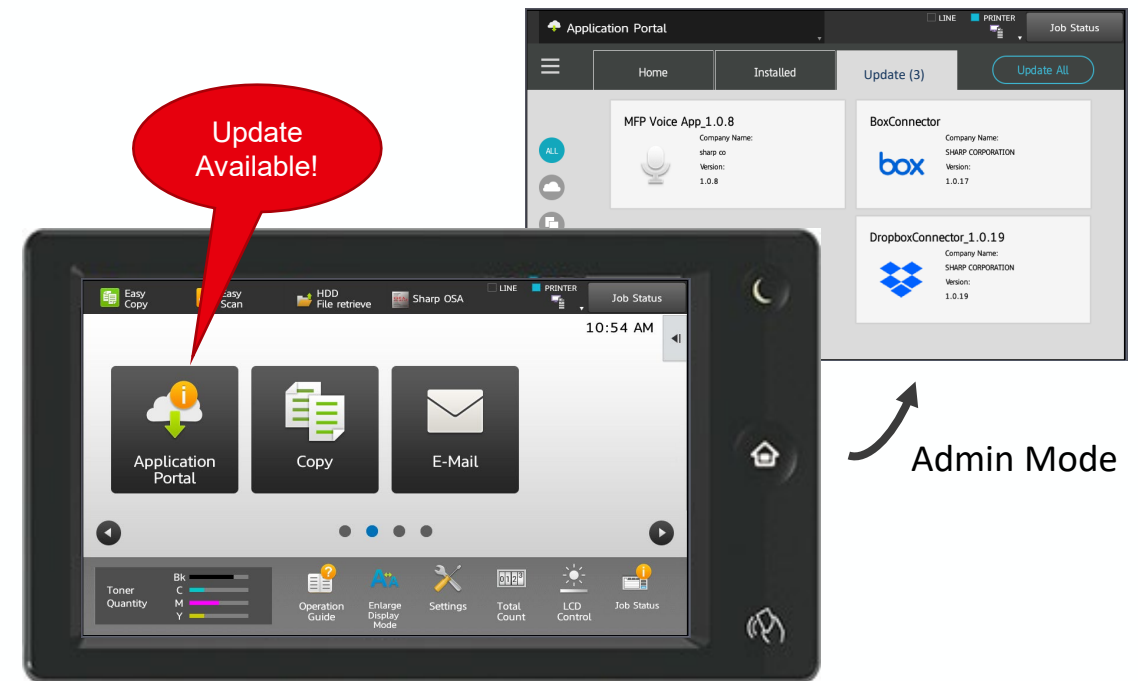 Application Portal
LINE
PRINTER
Job Status
Home
Installed
Update (3)
Update All
ALL
MFP Voice App_1.0.8
Company Name:
sharp co
Version:
1.0.8
BoxConnector
box
Company Name:
SHARP CORPORATION
Version:
1.0.17
DropboxConnector_1.0.19
Company Name:
SHARP CORPORATION
Version:
1.0.19
Update
Available!
Easy
Copy
Easy
Scan
HDD
File retrieve
OSA
Sharp OSA
LINE
PRINTER
Job Status
10:54 AM
i
Application
Portal
Copy
E-Mail
Admin Mode
Toner
Quantity
Bk
C
M
Y
Operation
Guide
Enlarge
Display
Mode
Settings
Total
Count
LCD
Control
Job Status